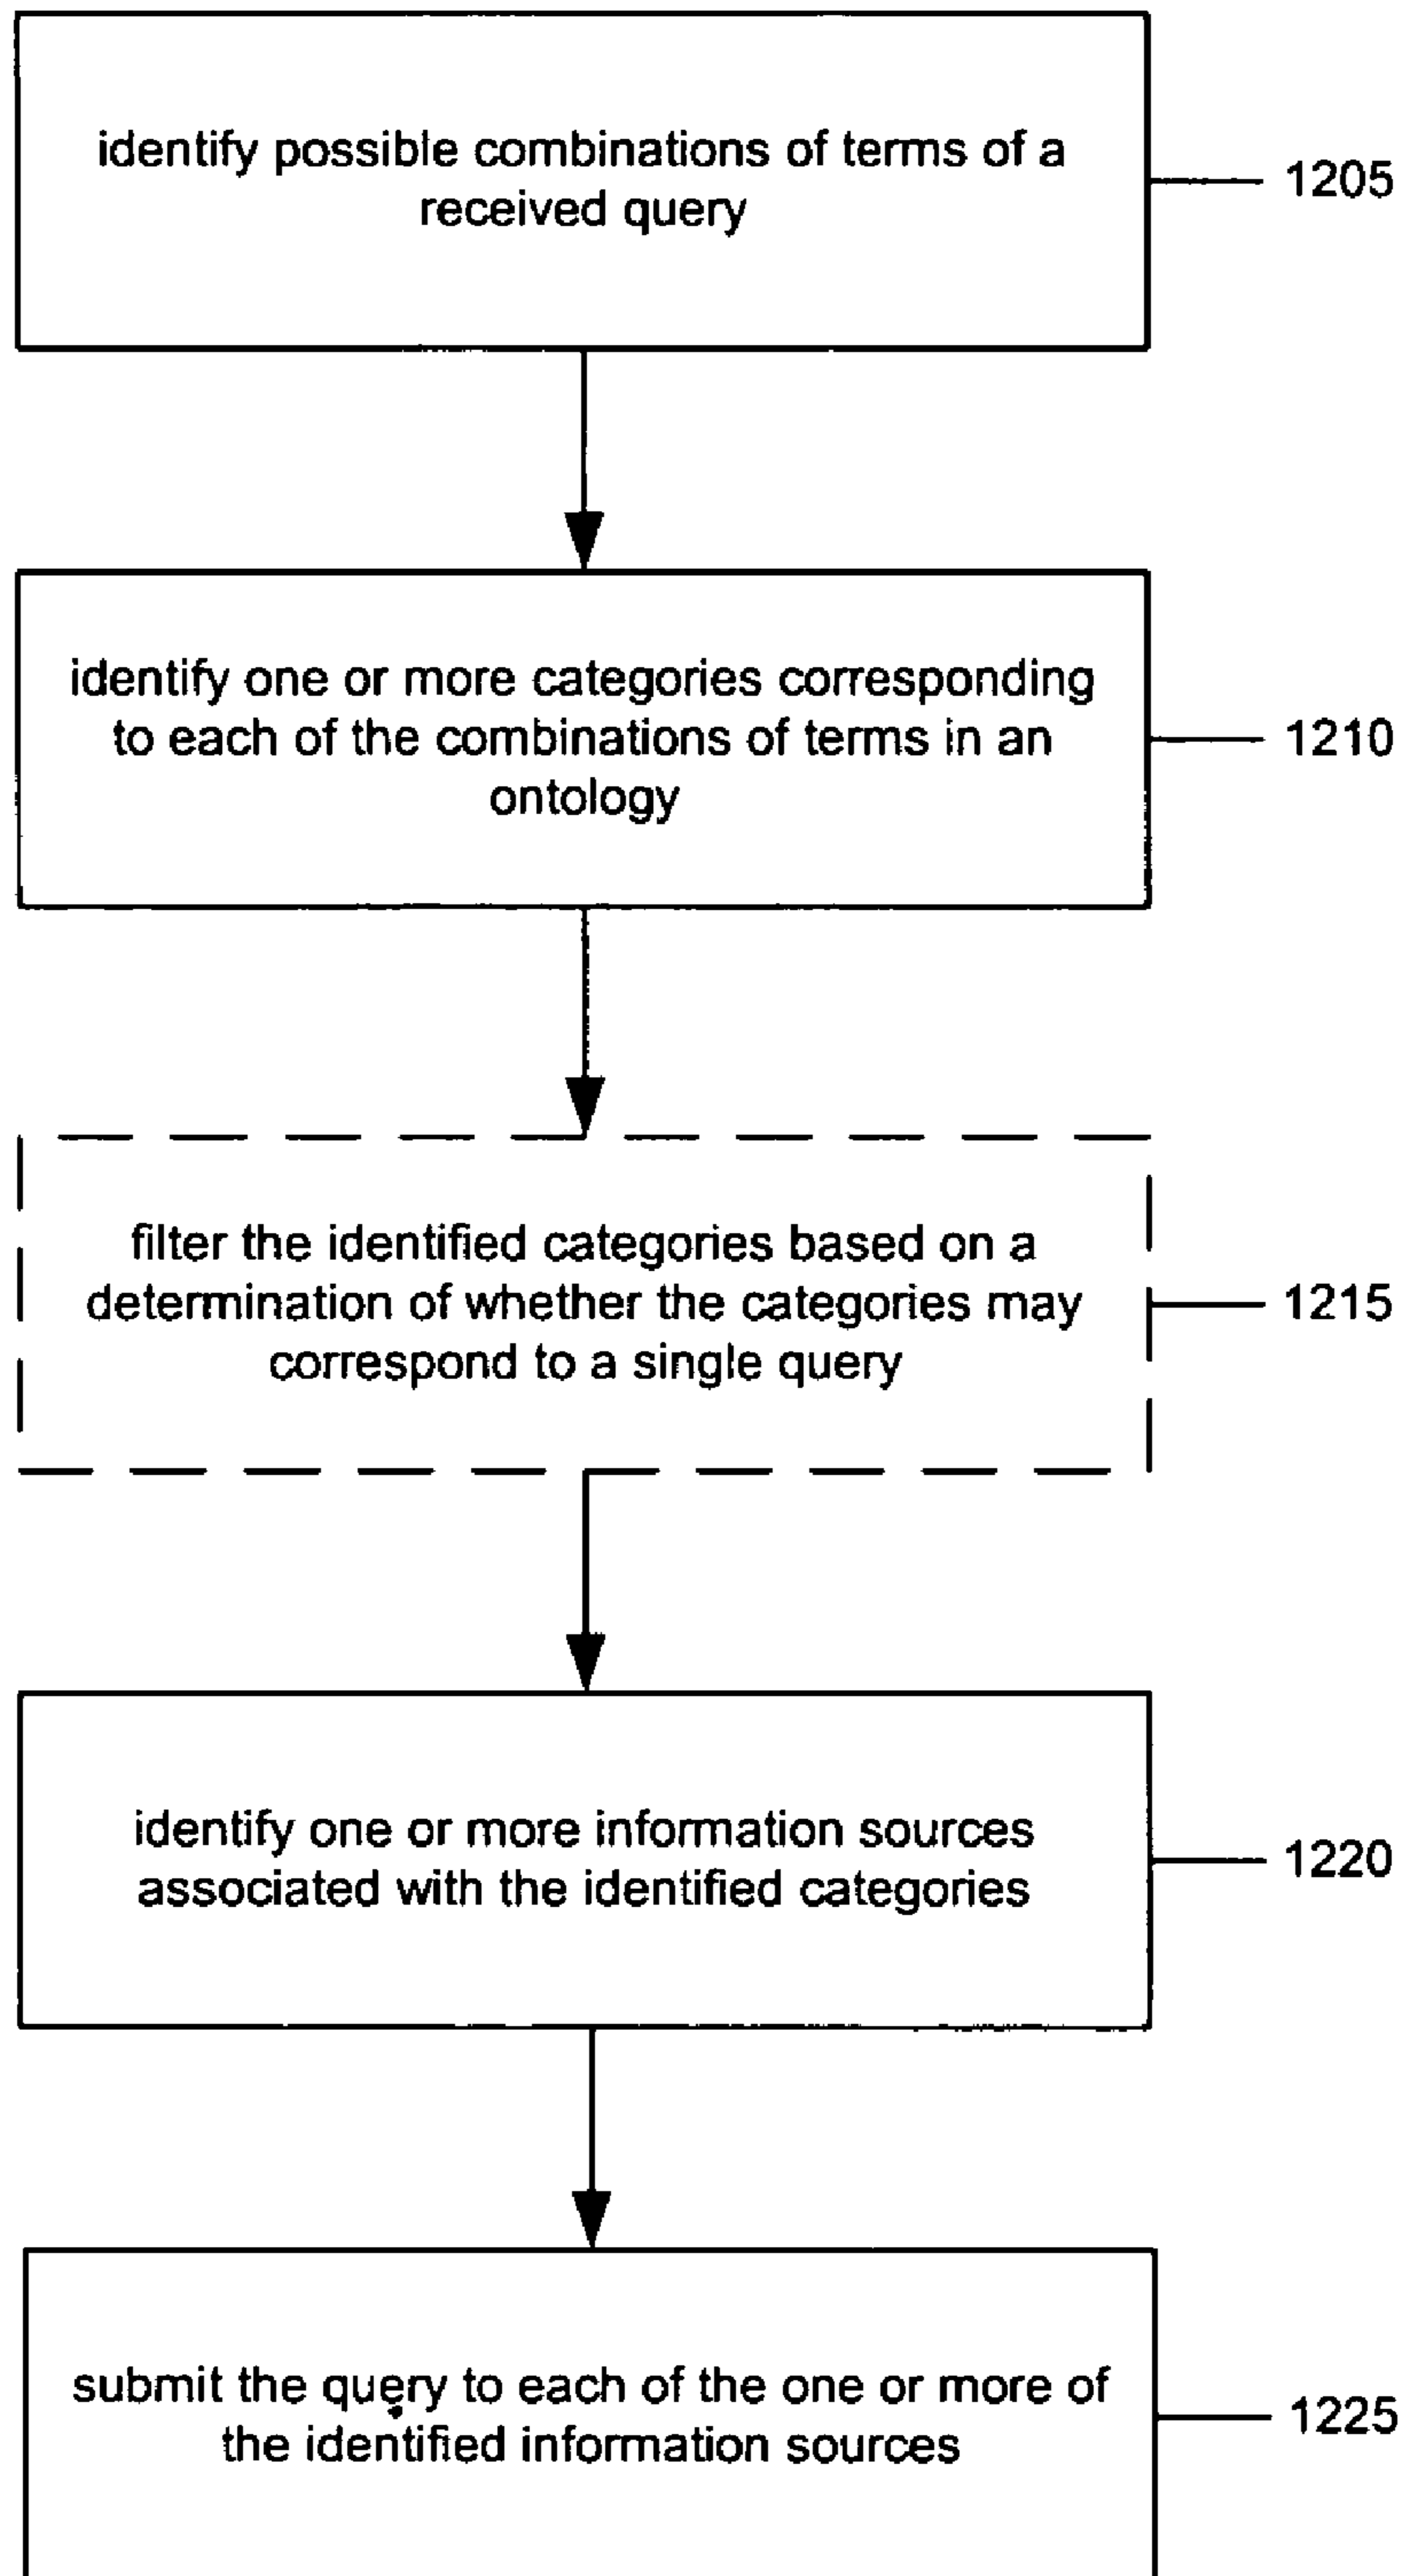 identify possible combinations of terms of a
received query
1205
identify one or more categories corresponding
to each of the combinations of terms in an
ontology
1210
filter the identified categories based on a
determination of whether the categories may
correspond to a single query
1215
identify one or more information sources
associated with the identified categories
1220
submit the query to each of the one or more of
the identified information sources
1225